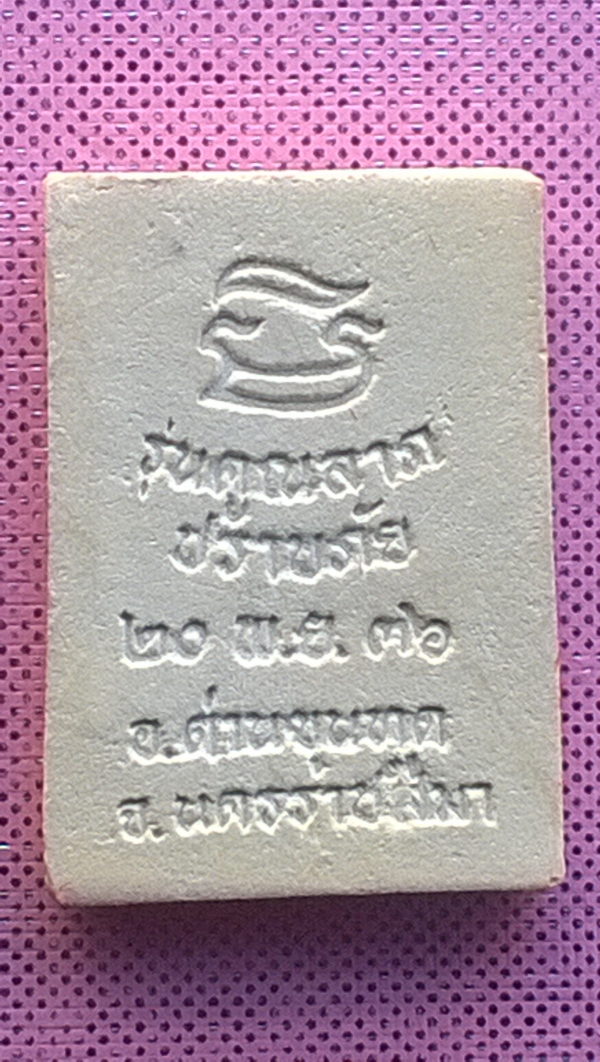 รุ่นคูณลาภ
ปราบภัย
๒๐ พ.ย. ๓๖
อ.ด่านขุนทด
จ.นครราชสีมา